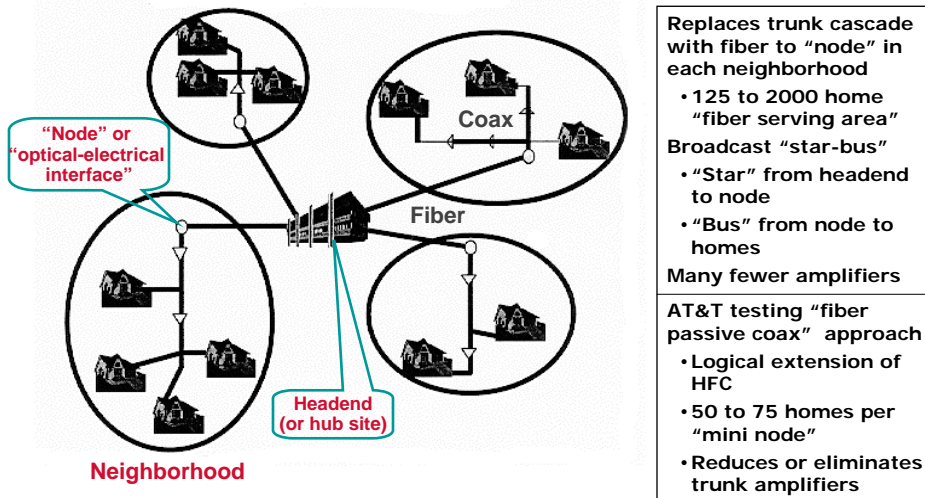 Coax
“Node” or
“optical-electrical
interface”
Fiber
Headend
(or hub site)
Neighborhood
Replaces trunk cascade
with fiber to “node” in
each neighborhood
• 125 to 2000 home
“fiber serving area”
Broadcast “star-bus”
• “Star” from headend
to node
• “Bus” from node to
homes
Many fewer amplifiers
AT&T testing “fiber
passive coax” approach
• Logical extension of
HFC
• 50 to 75 homes per
“mini node”
• Reduces or eliminates
trunk amplifiers